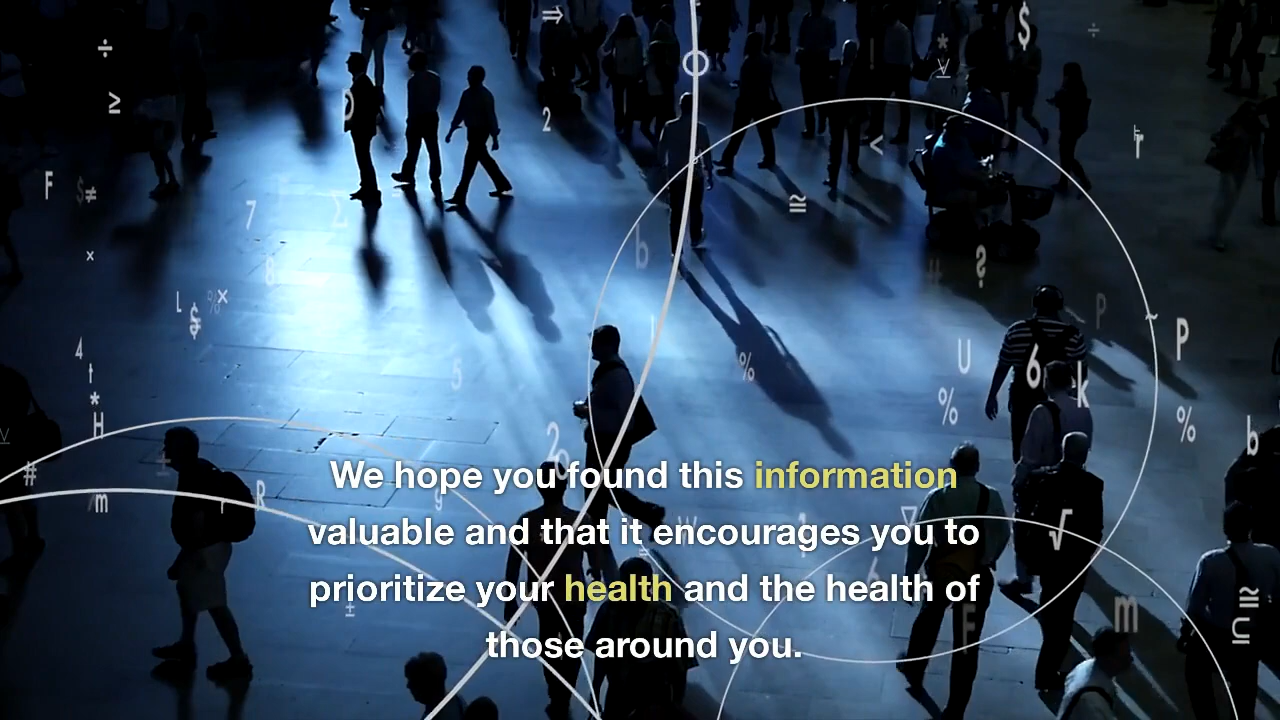 We hope you found this information
valuable and that it encourages you to
prioritize your health and the health of
those around you.